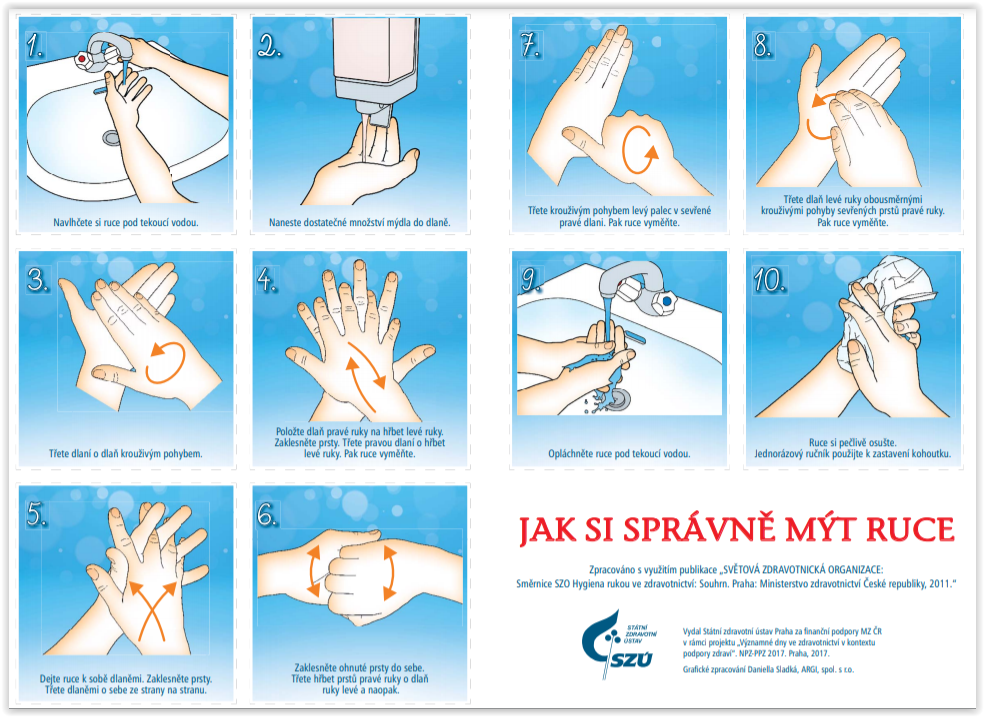 1.
Navlhčete si ruce pod tekoucí vodou.
2.
Naneste dostatečné množství mýdla do dlaně.
3.
Třete dlaní o dlaň krouživým pohybem.
4.
Položte dlaň pravé ruky na hřbet levé ruky.
Zaklesněte prsty. Třete pravou dlaní o hřbet
levé ruky. Pak ruce vyměňte.
5.
Dejte ruce k sobě dlaněmi. Zaklesněte prsty.
Třete dlaněmi o sebe ze strany na stranu.
6.
Zaklesněte ohnuté prsty do sebe.
Třete hřbet prstů pravé ruky o dlaň
ruky levé a naopak.
7.
Třete krouživým pohybem levý palec v sevřené
pravé dlani. Pak ruce vyměňte.
8.
Třete dlaň levé ruky obousměrnými
krouživými pohyby sevřených prstů pravé ruky.
Pak ruce vyměňte.
9.
Opláchněte ruce pod tekoucí vodou.
10.
Ruce si pečlivě osušte.
Jednorázový ručník použijte k zastavení kohoutku.
JAK SI SPRÁVNĚ MÝT RUCE
Zpracováno s využitím publikace „SVĚTOVÁ ZDRAVOTNICKÁ ORGANIZACE:
Směrnice SZO Hygiena rukou ve zdravotnictví: Souhrn. Praha: Ministerstvo zdravotnictví České republiky, 2011.“
STÁTNÍ
ZDRAVOTNÍ
ÚSTAV
SZÚ
Vydal Státní zdravotní ústav Praha za finanční podpory MZ ČR
v rámci projektu „Významné dny ve zdravotnictví v kontextu
podpory zdraví“. NPZ-PPZ 2017. Praha, 2017.
Grafické zpracování Daniella Sladká, ARGI, spol. s r.o.